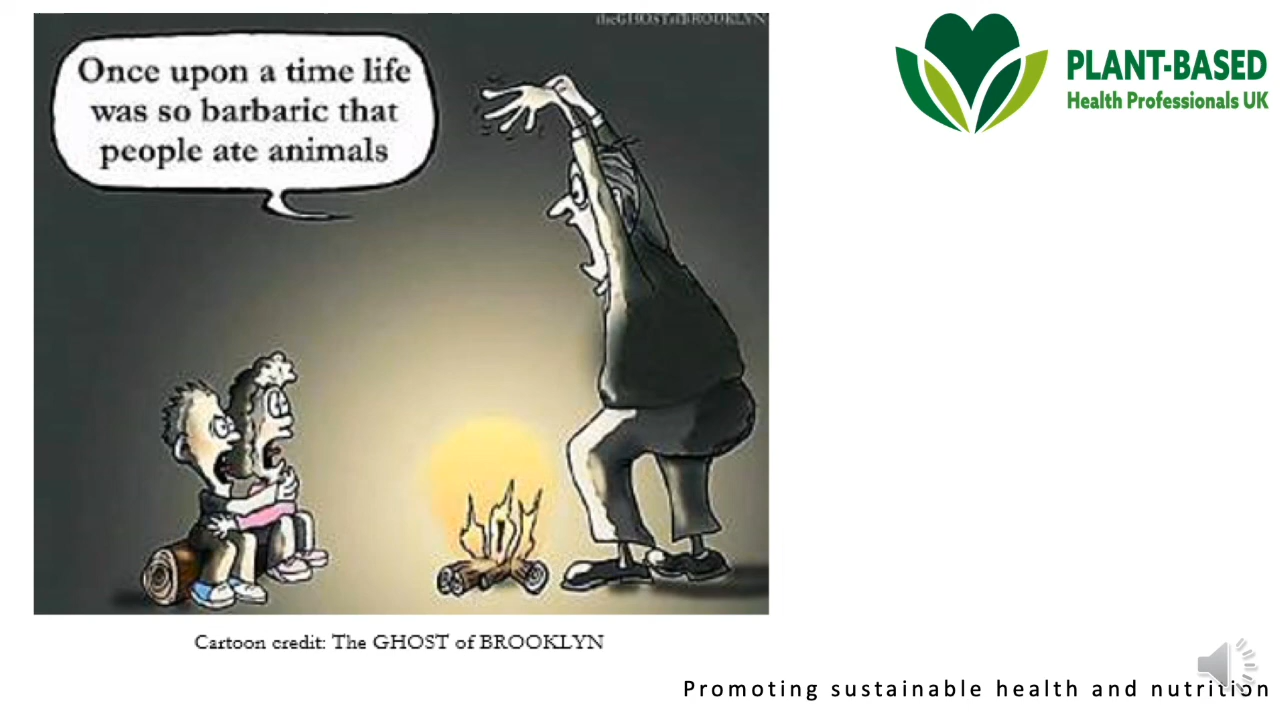 theGHOSTofBROOKLYN
Once upon a time life
was so barbaric that
people ate animals
PLANT-BASED
Health Professionals UK
Cartoon credit: The GHOST of BROOKLYN
Promoting sustainable health and nutrition